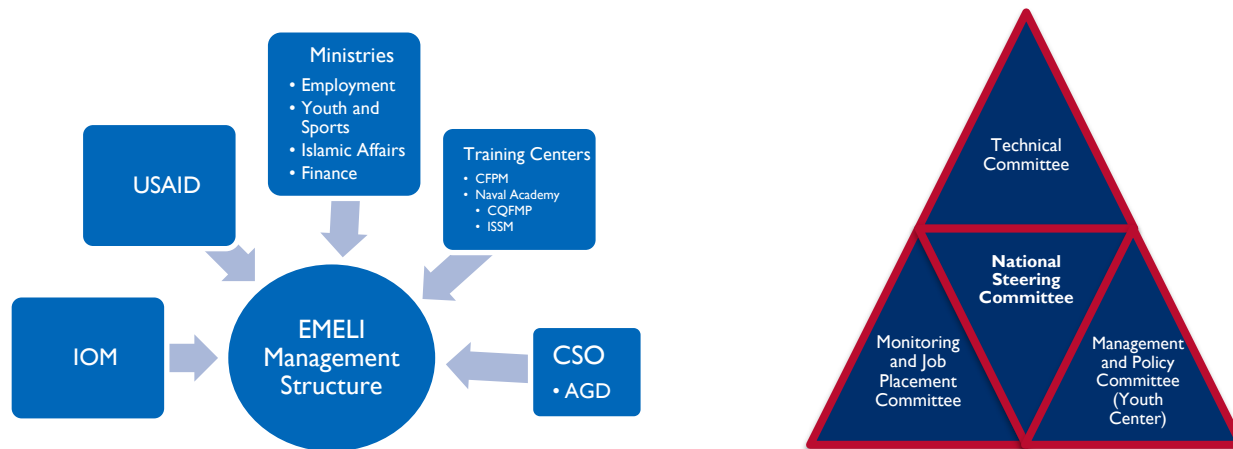 Ministries
• Employment
• Youth and
Sports
• Islamic Affairs
• Finance
USAID
Training Centers
• CFPM
• Naval Academy
• CQFMP
• ISSM
IOM
EMELI
Management
Structure
CSO
• AGD
Technical
Committee
National
Steering
Committee
Monitoring
and Job
Placement
Committee
Management
and Policy
Committee
(Youth
Center)